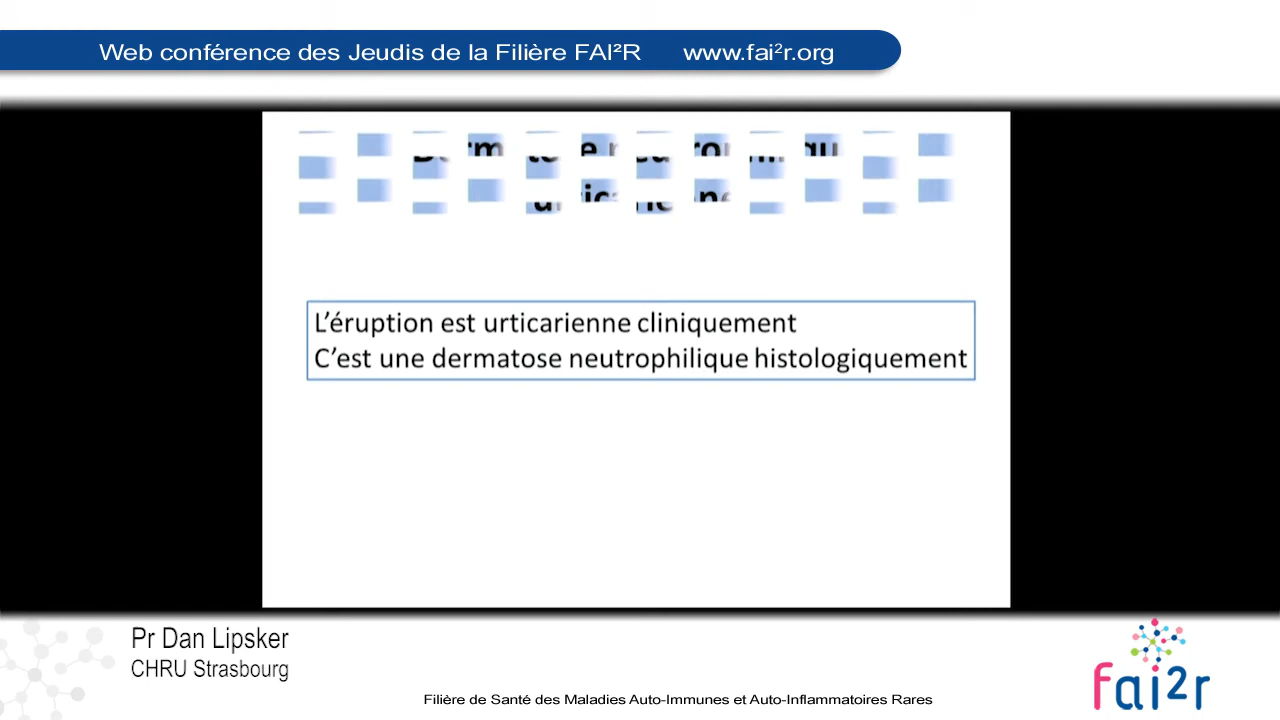 Web conférence des Jeudis de la Filière FAI²R www.fai²r.org
L’éruption est urticarienne cliniquement
C’est une dermatose neutrophilique histologiquement
Pr Dan Lipsker
CHRU Strasbourg
Filière de Santé des Maladies Auto-Immunes et Auto-Inflammatoires Rares
fai2r